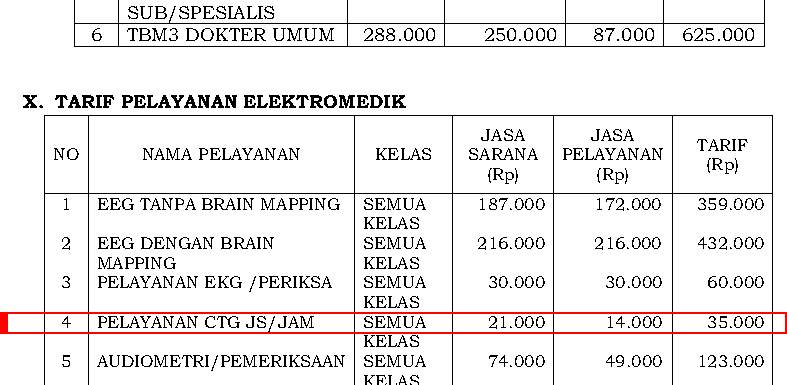 SUB/SPESIALIS
6 TBM3 DOKTER UMUM 288.000 250.000 87.000 625.000
X. TARIF PELAYANAN ELEKTROMEDIK
NO NAMA PELAYANAN KELAS JASA SARANA (Rp) JASA PELAYANAN (Rp) TARIF (Rp)
1 EEG TANPA BRAIN MAPPING SEMUA 187.000 172.000 359.000
KELAS
2 EEG DENGAN BRAIN SEMUA 216.000 216.000 432.000
MAPPING KELAS
3 PELAYANAN EKG /PERIKSA SEMUA 30.000 30.000 60.000
KELAS
4 PELAYANAN CTG JS/JAM SEMUA 21.000 14.000 35.000
KELAS
5 AUDIOMETRI/PEMERIKSAAN SEMUA 74.000 49.000 123.000
KELAS